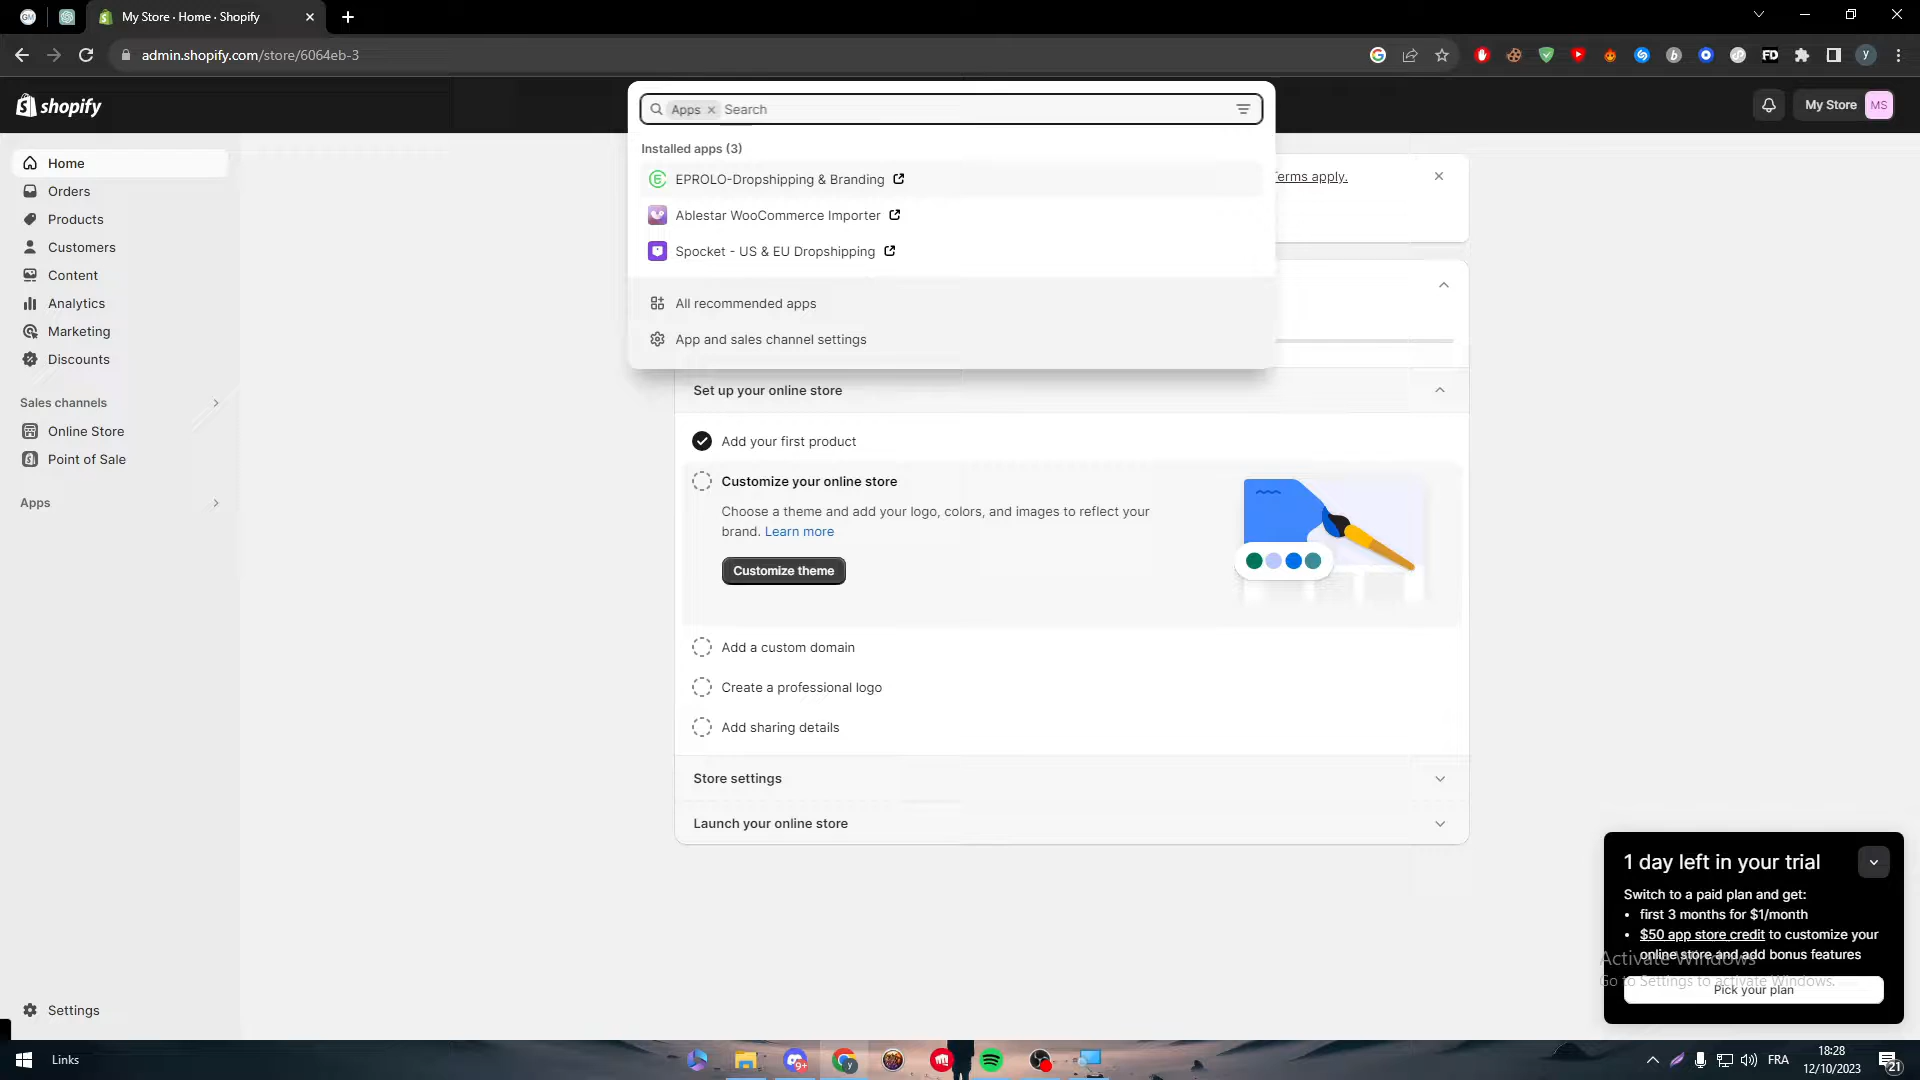 GM
My Store · Home · Shopify
admin.shopify.com/store/6064eb-3
FD
y
shopify
Apps
Search
My Store
MS
Installed apps (3)
EPROLO-Dropshipping & Branding
Ablestar WooCommerce Importer
Spocket - US & EU Dropshipping
All recommended apps
App and sales channel settings
Terms apply.
Home
Orders
Products
Customers
Content
Analytics
Marketing
Discounts
Sales channels
Online Store
Point of Sale
Apps
Settings
Set up your online store
Add your first product
Customize your online store
Choose a theme and add your logo, colors, and images to reflect your
brand. Learn more
Customize theme
Add a custom domain
Create a professional logo
Add sharing details
Store settings
Launch your online store
1 day left in your trial
Switch to a paid plan and get:
• first 3 months for $1/month
• $50 app store credit to customize your
online store and add bonus features
Pick your plan
Activate Windows
Go to Settings to activate Windows.
Links
9+
FRA
18:28
12/10/2023
21